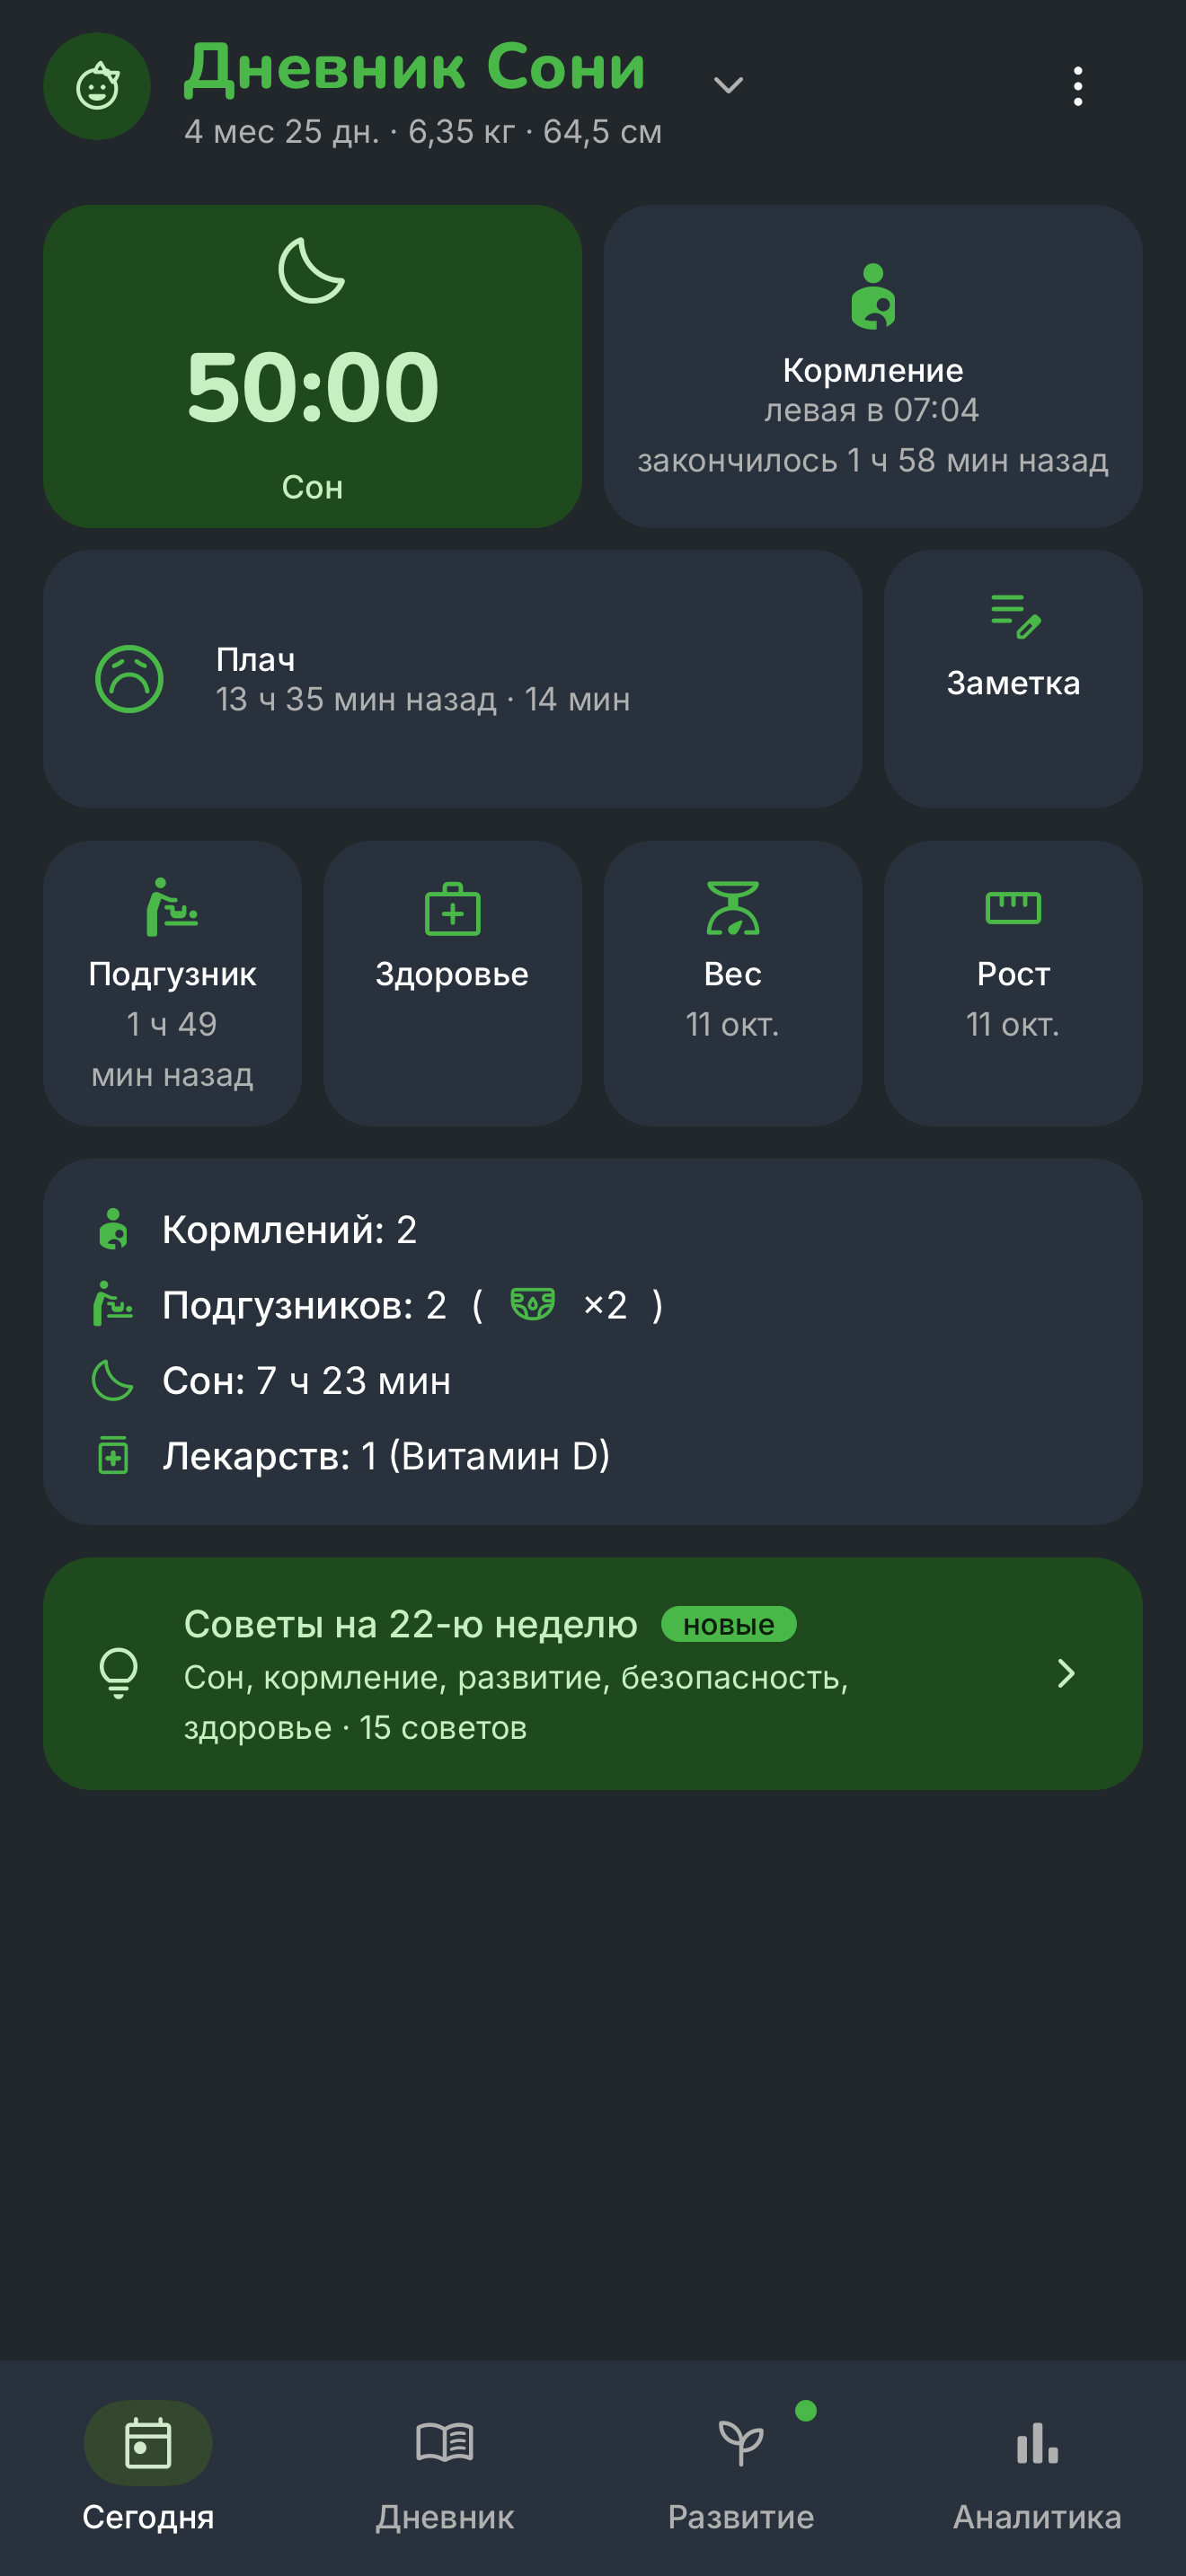 Дневник Сони
4 мес 25 дн. · 6,35 кг · 64,5 см
50:00
Сон
Кормление
левая в 07:04
закончилось 1 ч 58 мин назад
Плач
13 ч 35 мин назад · 14 мин
Заметка
Подгузник
1 ч 49
мин назад
Здоровье
Вес
11 окт.
Рост
11 окт.
Кормлений: 2
Подгузников: 2 ( ×2 )
Сон: 7 ч 23 мин
Лекарств: 1 (Витамин D)
Советы на 22-ю неделю новые
Сон, кормление, развитие, безопасность,
здоровье · 15 советов
Сегодня
Дневник
Развитие
Аналитика